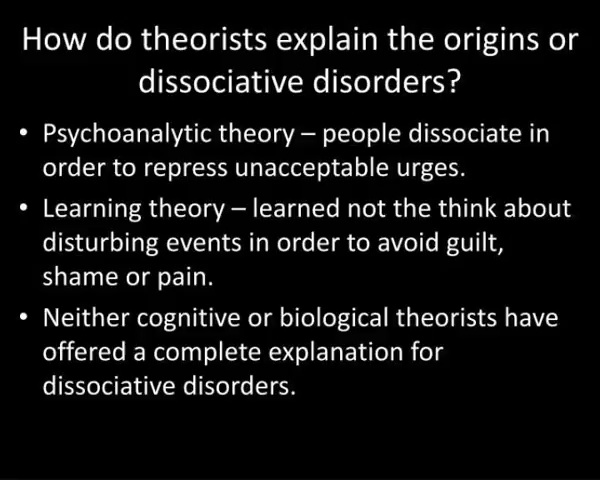 How do theorists explain the origins or
dissociative disorders?
• Psychoanalytic theory – people dissociate in
order to repress unacceptable urges.
• Learning theory – learned not the think about
disturbing events in order to avoid guilt,
shame or pain.
• Neither cognitive or biological theorists have
offered a complete explanation for
dissociative disorders.